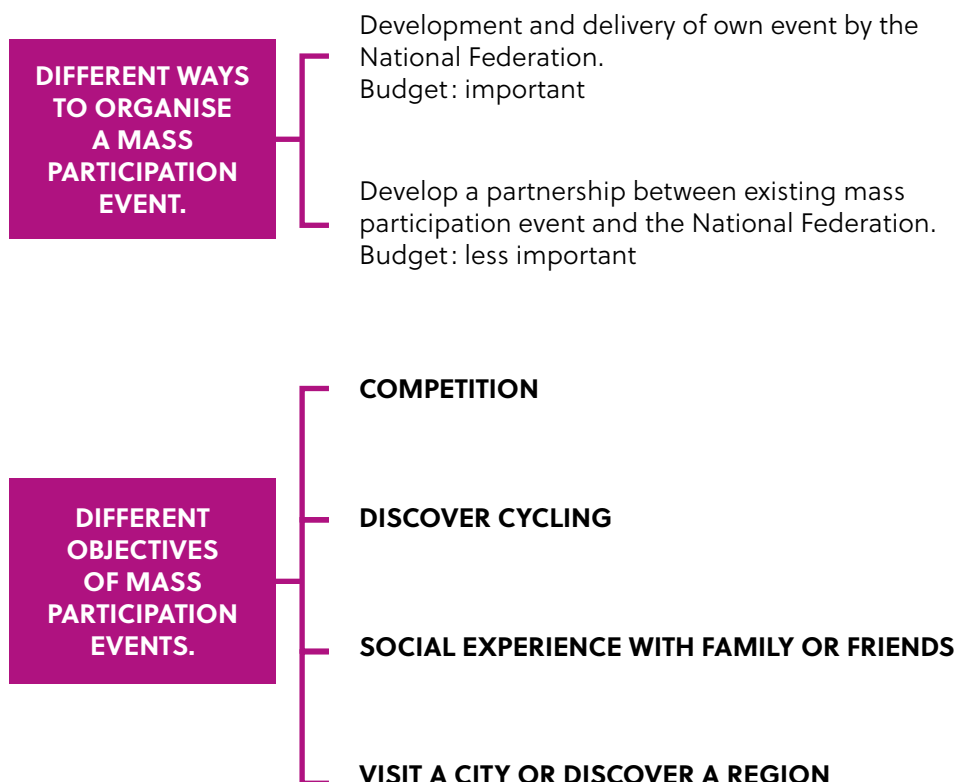 DIFFERENT WAYS
TO ORGANISE
A MASS
PARTICIPATION
EVENT.
Development and delivery of own event by the
National Federation.
Budget: important
Develop a partnership between existing mass
participation event and the National Federation.
Budget: less important
DIFFERENT
OBJECTIVES
OF MASS
PARTICIPATION
EVENTS.
COMPETITION
DISCOVER CYCLING
SOCIAL EXPERIENCE WITH FAMILY OR FRIENDS
VISIT A CITY OR DISCOVER A REGION